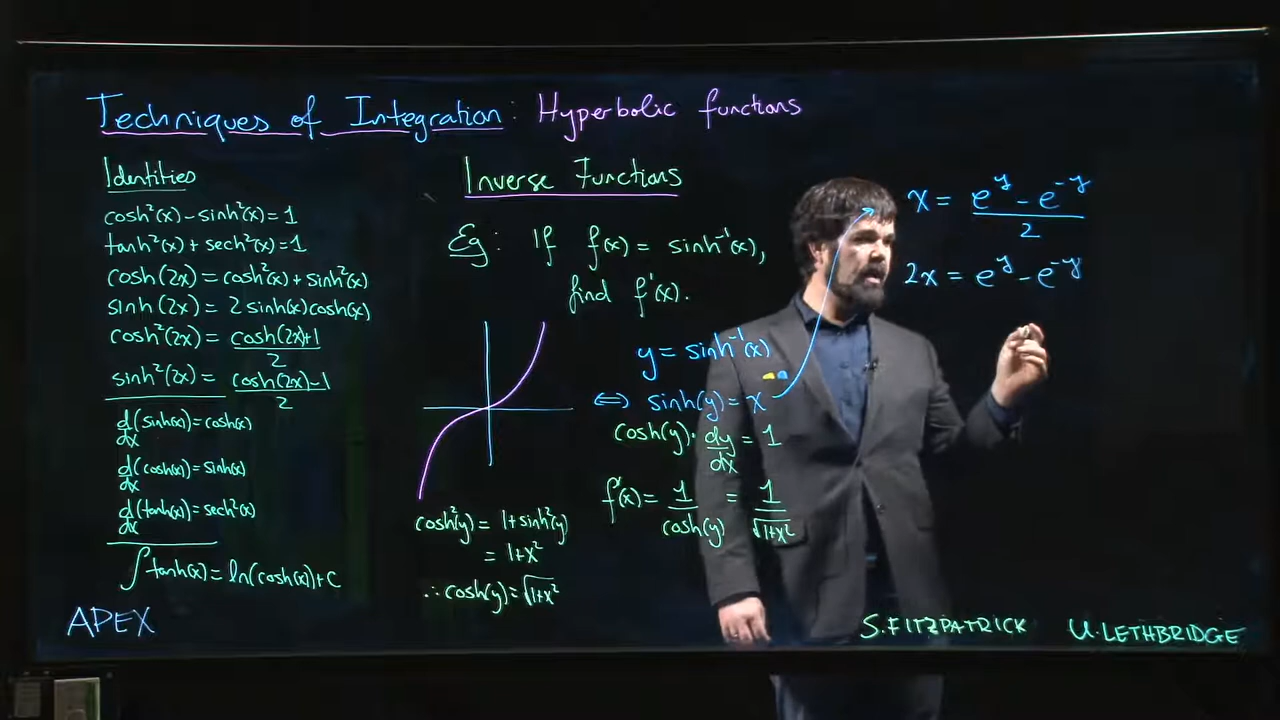 Techniques of Integration: Hyperbolic functions
Identities
cosh²(x) – sinh²(x) = 1
tanh²(x) + sech²(x) = 1
cosh(2x) = cosh²(x) + sinh²(x)
sinh(2x) = 2 sinh(x)cosh(x)
cosh²(x) = cosh(2x)+1 / 2
sinh²(2x) = cosh(2x)-1 / 2
d/dx (sinh(x)) = cosh(x)
d/dx (cosh(x)) = sinh(x)
d/dx (tanh(x)) = sech²(x)
∫ tanh(x) = ln(cosh(x)) + C
APEX
Inverse Functions
Eg: If f(x) = sinh⁻¹(x),
find f'(x).
y = sinh⁻¹(x)
⇔ sinh(y) = x
cosh(y) · dy/dx = 1
f'(x) = 1/cosh(y) = 1/√(1+x²)
cosh²(y) = 1 + sinh²(y)
= 1+x²
∴ cosh(y) = √(1+x²)
x = e^y – e^-y / 2
2x = e^y – e^-y
S. FITZPATRICK U. LETHBRIDGE